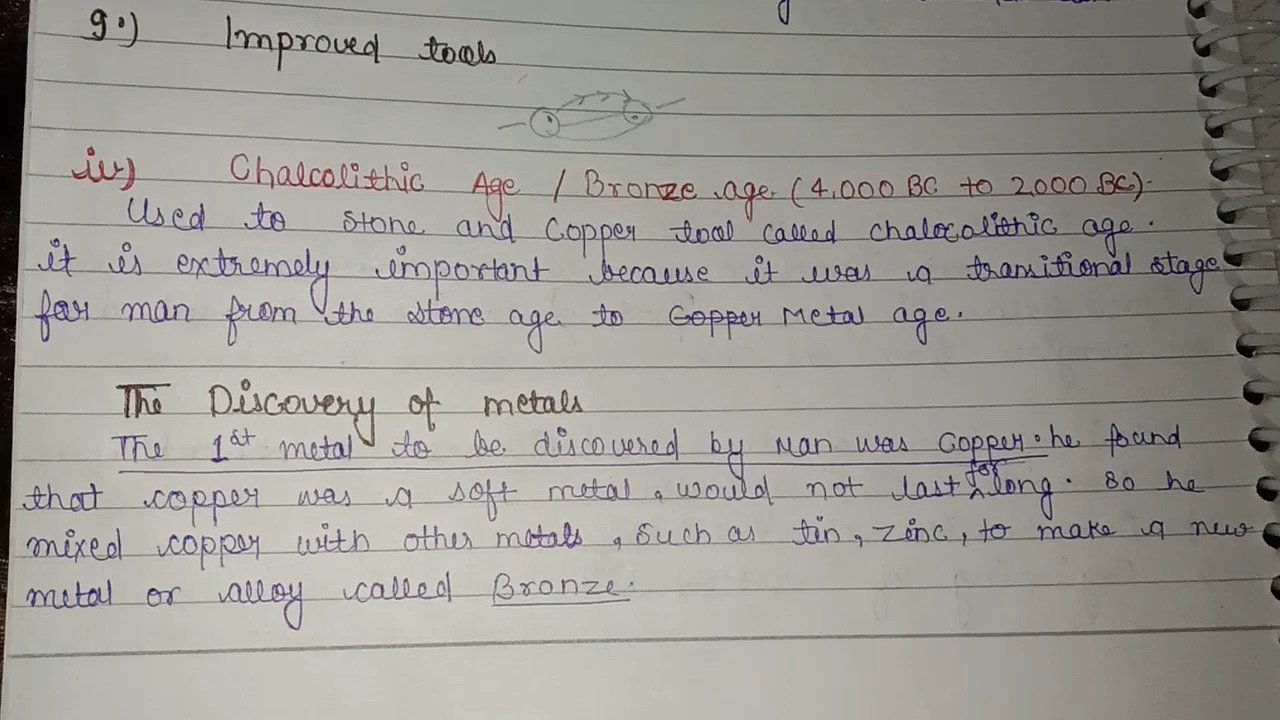 9.) Improved tools
iv) Chalcolithic Age / Bronze age (4,000 BC to 2000 BC)-
Used to stone and Copper tool called chalocalithic age.
it is extremely important because it was a transitional stage
for man from the stone age to Copper Metal age.
The Discovery of metals
The 1st metal to be discovered by Man was Copper. he found
that copper was a soft metal, would not last for long. So he
mixed copper with other metals, such as tin, zinc, to make a new
metal or alloy called Bronze.